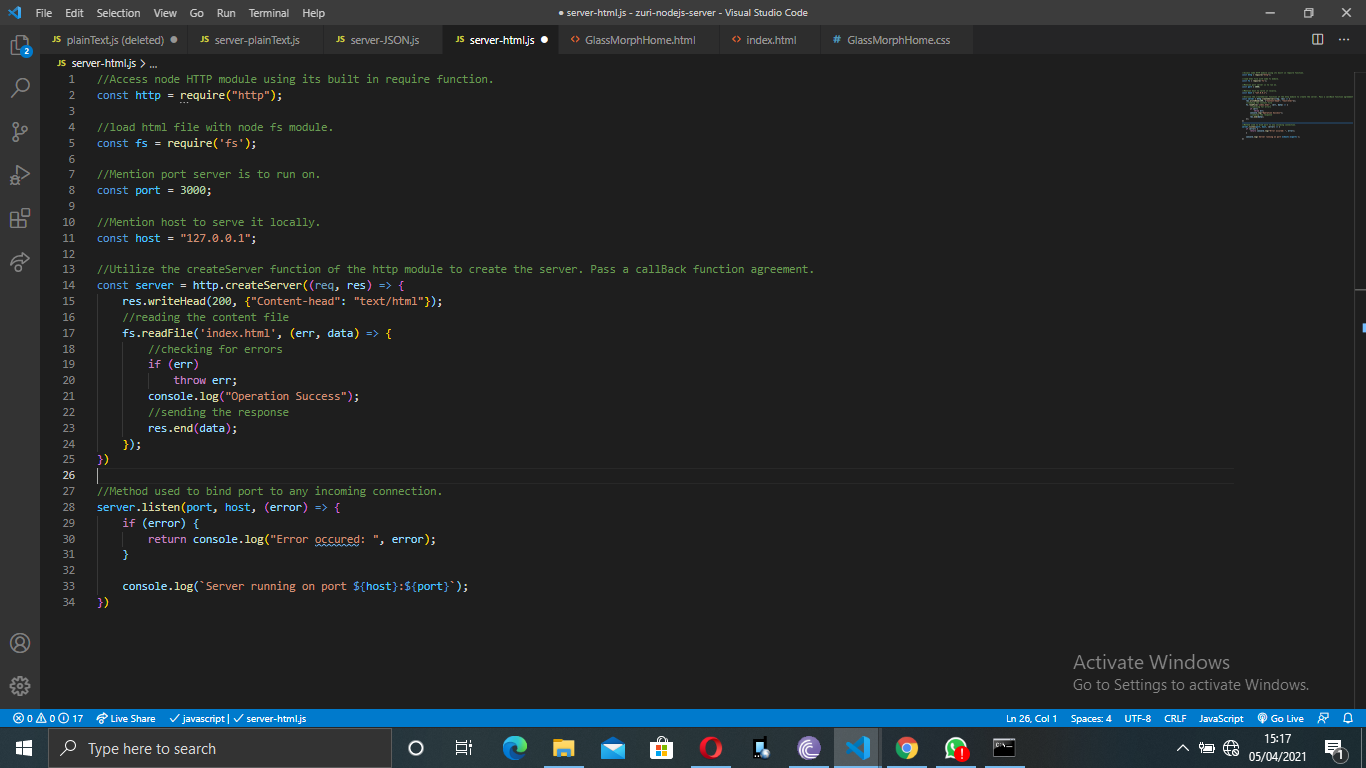 File Edit Selection View Go Run Terminal Help ● server-html.js - zuri-nodejs-server - Visual Studio Code
2
JS plainText.js (deleted) ● JS server-plainText.js JS server-JSON.js JS server-html.js ● <> GlassMorphHome.html <> index.html # GlassMorphHome.css ...
JS server-html.js > ...
1 //Access node HTTP module using its built in require function.
2 const http = require("http");
3
4 //load html file with node fs module.
5 const fs = require('fs');
6
7 //Mention port server is to run on.
8 const port = 3000;
9
10 //Mention host to serve it locally.
11 const host = "127.0.0.1";
12
13 //Utilize the createServer function of the http module to create the server. Pass a callBack function agreement.
14 const server = http.createServer((req, res) => {
15 res.writeHead(200, {"Content-head": "text/html"});
16 //reading the content file
17 fs.readFile('index.html', (err, data) => {
18 //checking for errors
19 if (err)
20 throw err;
21 console.log("Operation Success");
22 //sending the response
23 res.end(data);
24 });
25 })
26
27 //Method used to bind port to any incoming connection.
28 server.listen(port, host, (error) => {
29 if (error) {
30 return console.log("Error occured: ", error);
31 }
32
33 console.log(`Server running on port ${host}:${port}`);
34 })
Activate Windows
Go to Settings to activate Windows.
0 0 17 Live Share ✓ javascript | ✓ server-html.js Ln 26, Col 1 Spaces: 4 UTF-8 CRLF JavaScript Go Live
Type here to search 15:17
05/04/2021 1